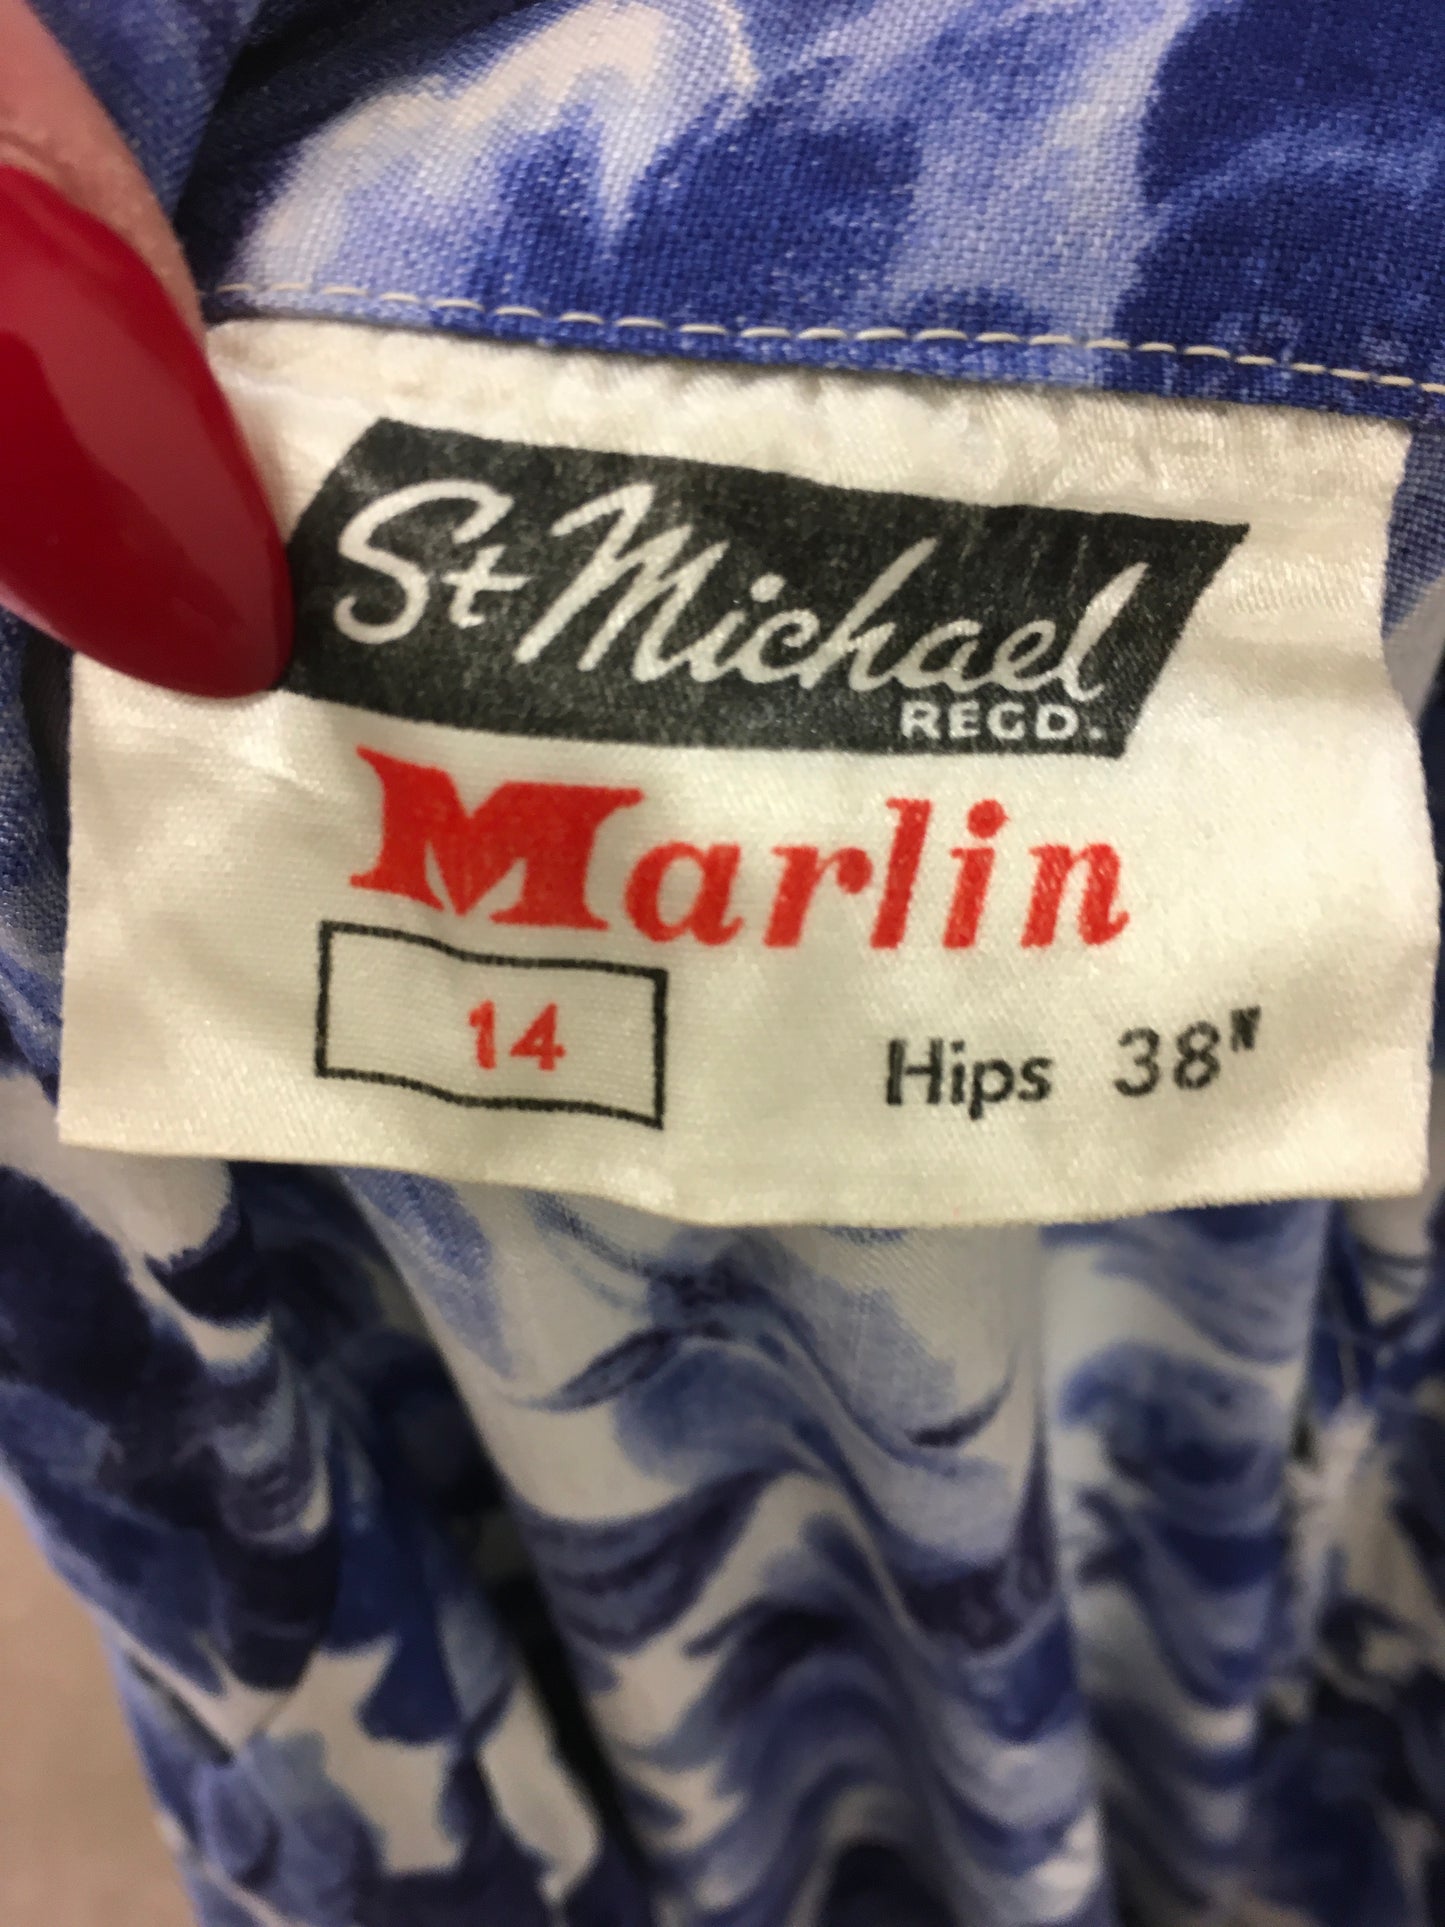 St Michael
REGD.
Marlin
14 Hips 38"